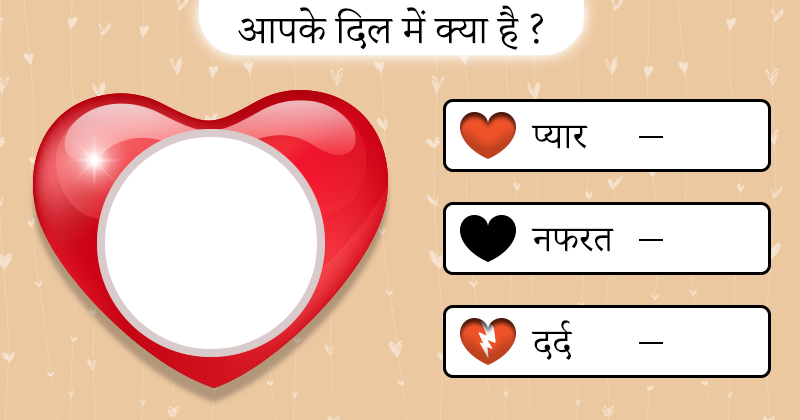 आपके दिल में क्या है ?
प्यार —
नफरत —
दर्द —